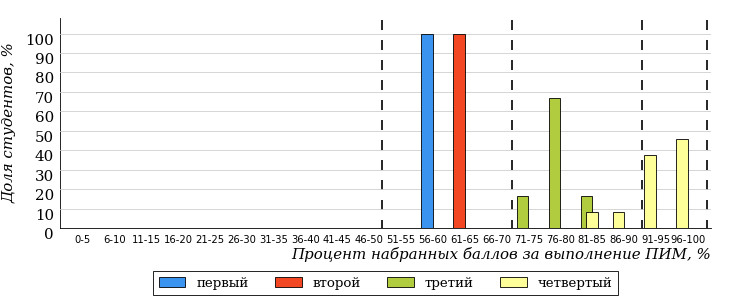 Доля студентов, %
100
90
80
70
60
50
40
30
20
10
0
0-5 6-10 11-15 16-20 21-25 26-30 31-35 36-40 41-45 46-50 51-55 56-60 61-65 66-70 71-75 76-80 81-85 86-90 91-95 96-100
Процент набранных баллов за выполнение ПИМ, %
первый второй третий четвертый